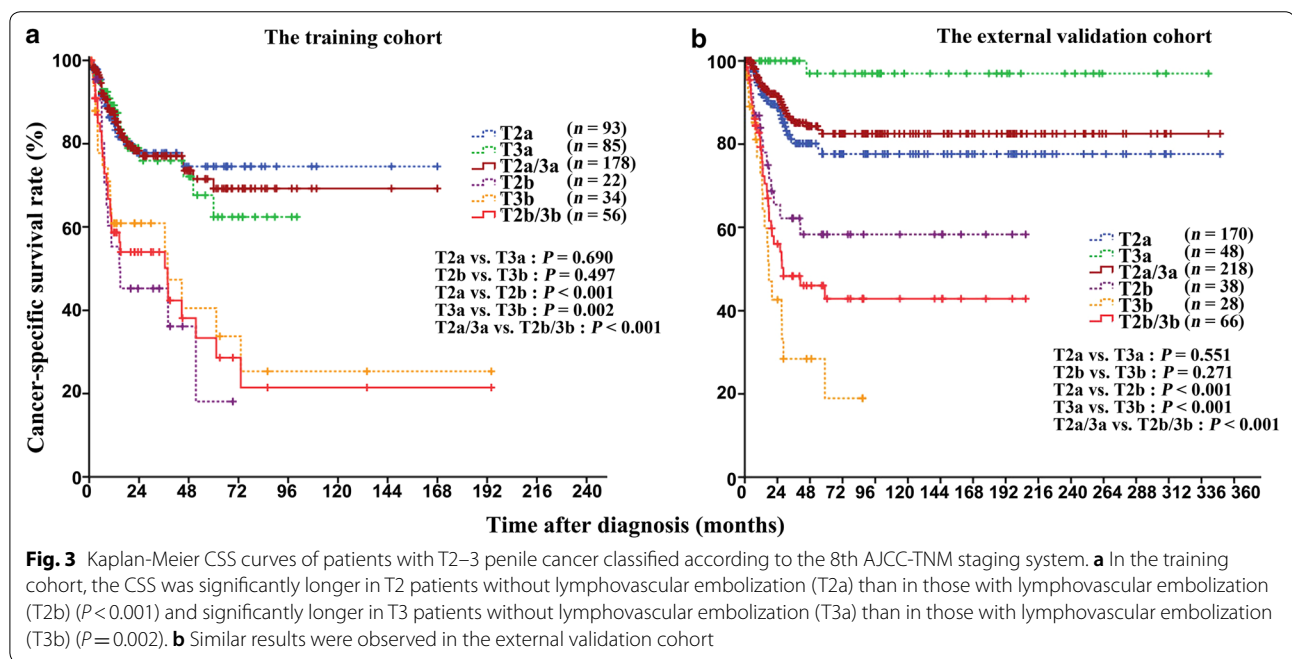 a
The training cohort
Cancer-specific survival rate (%)
100
80
60
40
20
0
T2a (n = 93)
T3a (n = 85)
T2a/3a (n = 178)
T2b (n = 22)
T3b (n = 34)
T2b/3b (n = 56)
T2a vs. T3a : P = 0.690
T2b vs. T3b : P = 0.497
T2a vs. T2b : P < 0.001
T3a vs. T3b : P = 0.002
T2a/3a vs. T2b/3b : P < 0.001
0 24 48 72 96 120 144 168 192 216 240
b
The external validation cohort
100
80
60
40
20
0
T2a (n = 170)
T3a (n = 48)
T2a/3a (n = 218)
T2b (n = 38)
T3b (n = 28)
T2b/3b (n = 66)
T2a vs. T3a : P = 0.551
T2b vs. T3b : P = 0.271
T2a vs. T2b : P < 0.001
T3a vs. T3b : P < 0.001
T2a/3a vs. T2b/3b : P < 0.001
0 24 48 72 96 120 144 168 192 216 240 264 288 312 336 360
Time after diagnosis (months)
Fig. 3 Kaplan-Meier CSS curves of patients with T2–3 penile cancer classified according to the 8th AJCC-TNM staging system. a In the training
cohort, the CSS was significantly longer in T2 patients without lymphovascular embolization (T2a) than in those with lymphovascular embolization
(T2b) (P < 0.001) and significantly longer in T3 patients without lymphovascular embolization (T3a) than in those with lymphovascular embolization
(T3b) (P = 0.002). b Similar results were observed in the external validation cohort